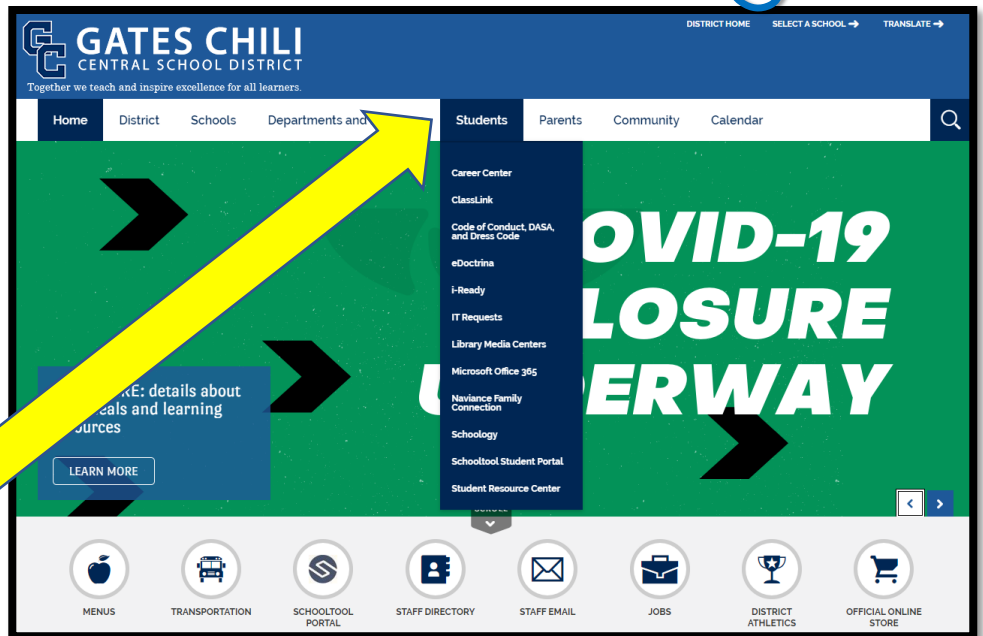 DISTRICT HOME SELECT A SCHOOL → TRANSLATE →
GC GATES CHILI
CENTRAL SCHOOL DISTRICT
Together we teach and inspire excellence for all learners.
Home District Schools Departments and Students Parents Community Calendar
Career Center
ClassLink
Code of Conduct, DASA,
and Dress Code
eDoctrina
i-Ready
IT Requests
Library Media Centers
Microsoft Office 365
Naviance Family
Connection
Schoology
Schooltool Student Portal
Student Resource Center
OVID-19
LOSURE
ERWAY
: details about
and learning
LEARN MORE
MENUS
TRANSPORTATION
SCHOOLTOOL
PORTAL
STAFF DIRECTORY
STAFF EMAIL
JOBS
DISTRICT
ATHLETICS
OFFICIAL ONLINE
STORE